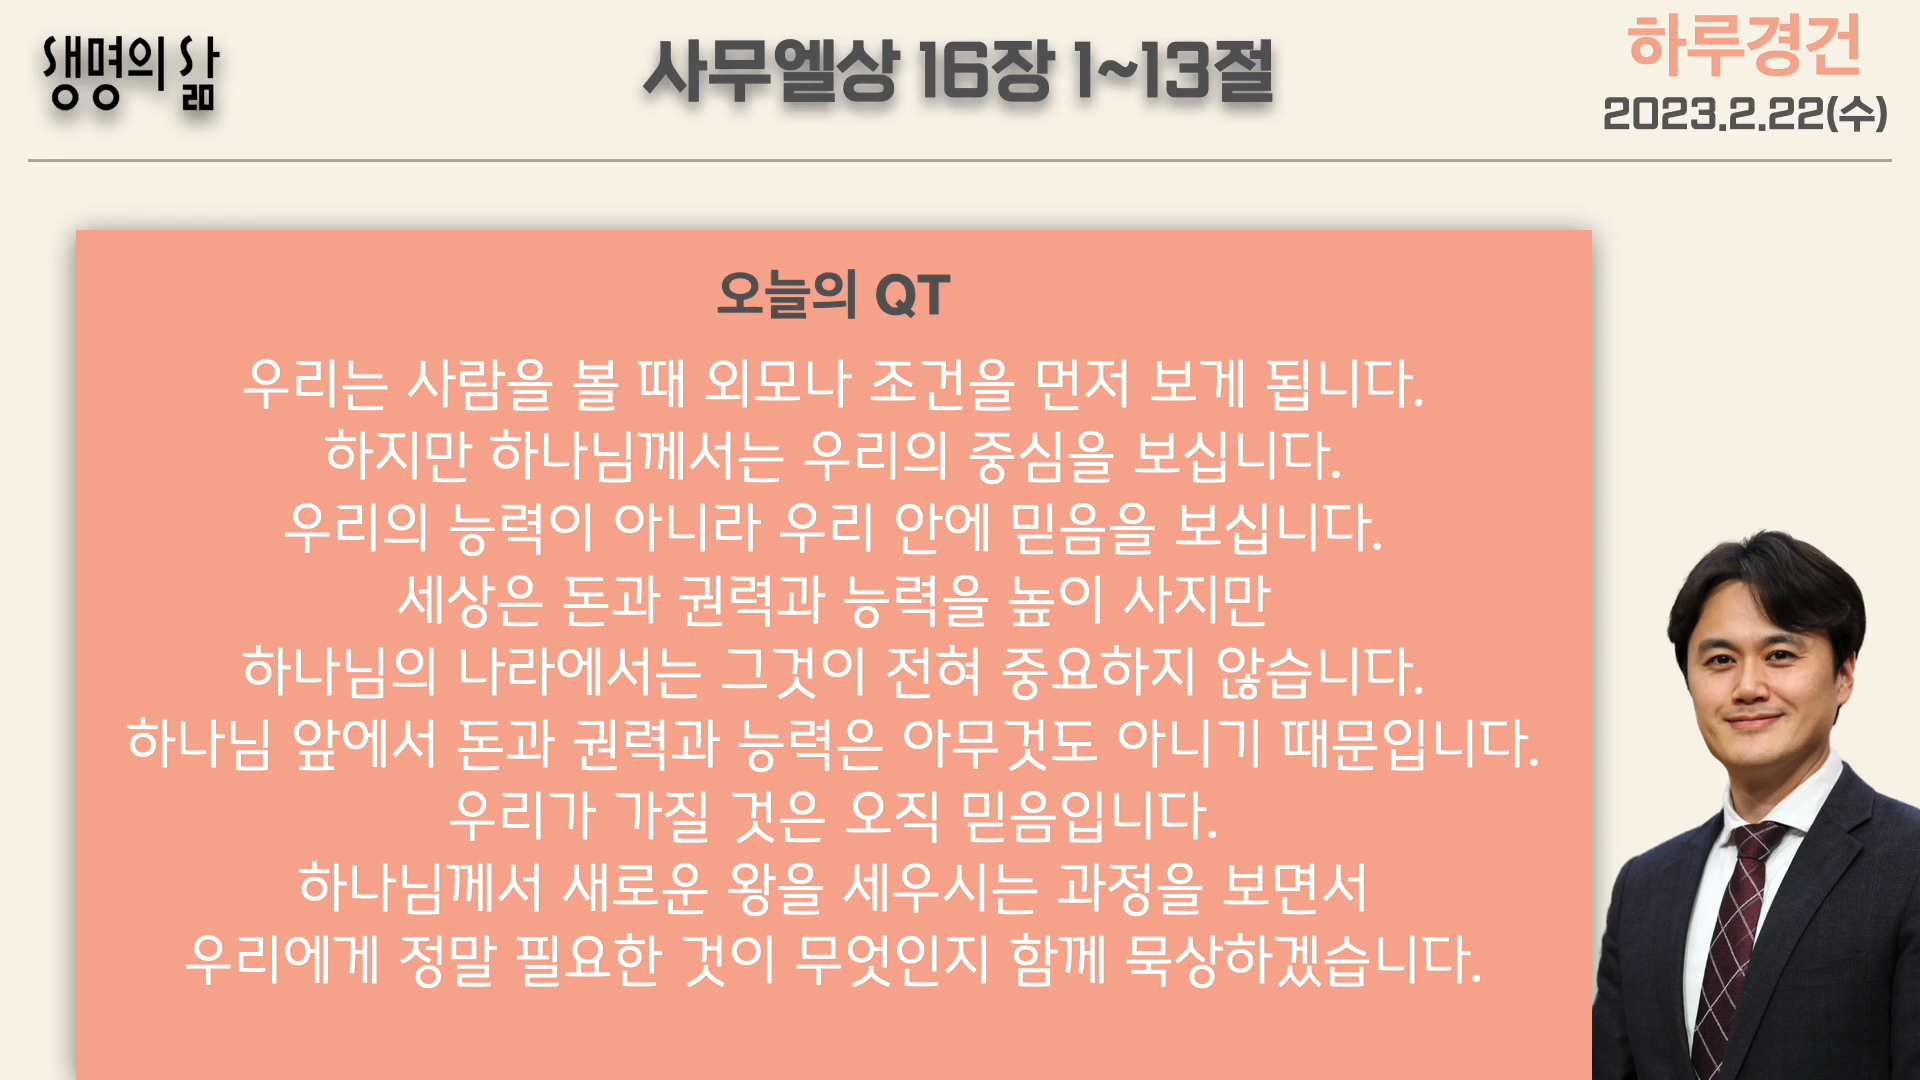 생명의 삶
사무엘상 16장 1~13절
하루경건
2023.2.22(수)
오늘의 QT
우리는 사람을 볼 때 외모나 조건을 먼저 보게 됩니다.
하지만 하나님께서는 우리의 중심을 보십니다.
우리의 능력이 아니라 우리 안에 믿음을 보십니다.
세상은 돈과 권력과 능력을 높이 사지만
하나님의 나라에서는 그것이 전혀 중요하지 않습니다.
하나님 앞에서 돈과 권력과 능력은 아무것도 아니기 때문입니다.
우리가 가질 것은 오직 믿음입니다.
하나님께서 새로운 왕을 세우시는 과정을 보면서
우리에게 정말 필요한 것이 무엇인지 함께 묵상하겠습니다.